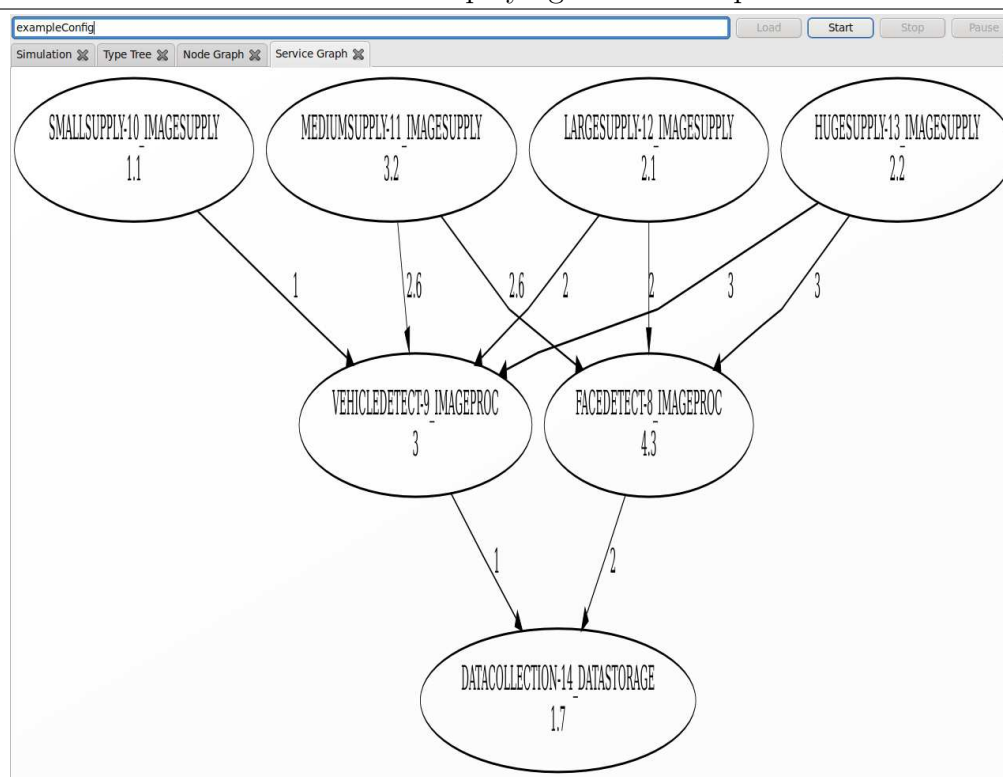 exampleConfig Load Start Stop Pause
Simulation Type Tree Node Graph Service Graph
SMALLSUPPLY-10_IMAGESUPPLY
1.1
MEDIUMSUPPLY-11_IMAGESUPPLY
3.2
LARGESUPPLY-12_IMAGESUPPLY
2.1
HUGESUPPLY-13_IMAGESUPPLY
2.2
1 2.6 2.6 2 2 3 3
VEHICLEDETECT-9_IMAGEPROC
3
FACEDETECT-8_IMAGEPROC
4.3
1 2
DATACOLLECTION-14_DATASTORAGE
1.7